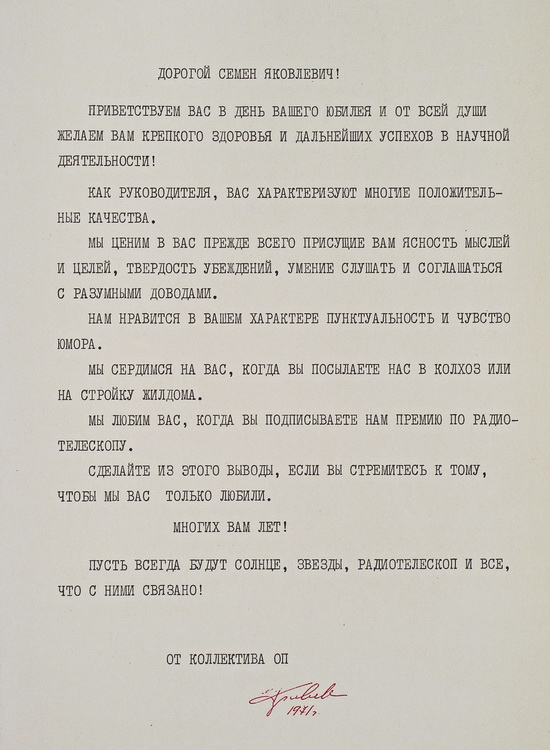 ДОРОГОЙ СЕМЕН ЯКОВЛЕВИЧ!
ПРИВЕТСТВУЕМ ВАС В ДЕНЬ ВАШЕГО ЮБИЛЕЯ И ОТ ВСЕЙ ДУШИ
ЖЕЛАЕМ ВАМ КРЕПКОГО ЗДОРОВЬЯ И ДАЛЬНЕЙШИХ УСПЕХОВ В НАУЧНОЙ
ДЕЯТЕЛЬНОСТИ!
КАК РУКОВОДИТЕЛЯ, ВАС ХАРАКТЕРИЗУЮТ МНОГИЕ ПОЛОЖИТЕЛЬ-
НЫЕ КАЧЕСТВА.
МЫ ЦЕНИМ В ВАС ПРЕЖДЕ ВСЕГО ПРИСУЩИЕ ВАМ ЯСНОСТЬ МЫСЛЕЙ
И ЦЕЛЕЙ, ТВЕРДОСТЬ УБЕЖДЕНИЙ, УМЕНИЕ СЛУШАТЬ И СОГЛАШАТЬСЯ
С РАЗУМНЫМИ ДОВОДАМИ.
НАМ НРАВИТСЯ В ВАШЕМ ХАРАКТЕРЕ ПУНКТУАЛЬНОСТЬ И ЧУВСТВО
ЮМОРА.
МЫ СЕРДИМСЯ НА ВАС, КОГДА ВЫ ПОСЫЛАЕТЕ НАС В КОЛХОЗ ИЛИ
НА СТРОЙКУ ЖИЛДОМА.
МЫ ЛЮБИМ ВАС, КОГДА ВЫ ПОДПИСЫВАЕТЕ НАМ ПРЕМИЮ ПО РАДИО-
ТЕЛЕСКОПУ.
СДЕЛАЙТЕ ИЗ ЭТОГО ВЫВОДЫ, ЕСЛИ ВЫ СТРЕМИТЕСЬ К ТОМУ,
ЧТОБЫ МЫ ВАС ТОЛЬКО ЛЮБИЛИ.
МНОГИХ ВАМ ЛЕТ!
ПУСТЬ ВСЕГДА БУДУТ СОЛНЦЕ, ЗВЕЗДЫ, РАДИОТЕЛЕСКОП И ВСЕ,
ЧТО С НИМИ СВЯЗАНО!
ОТ КОЛЛЕКТИВА ОП
1971г.